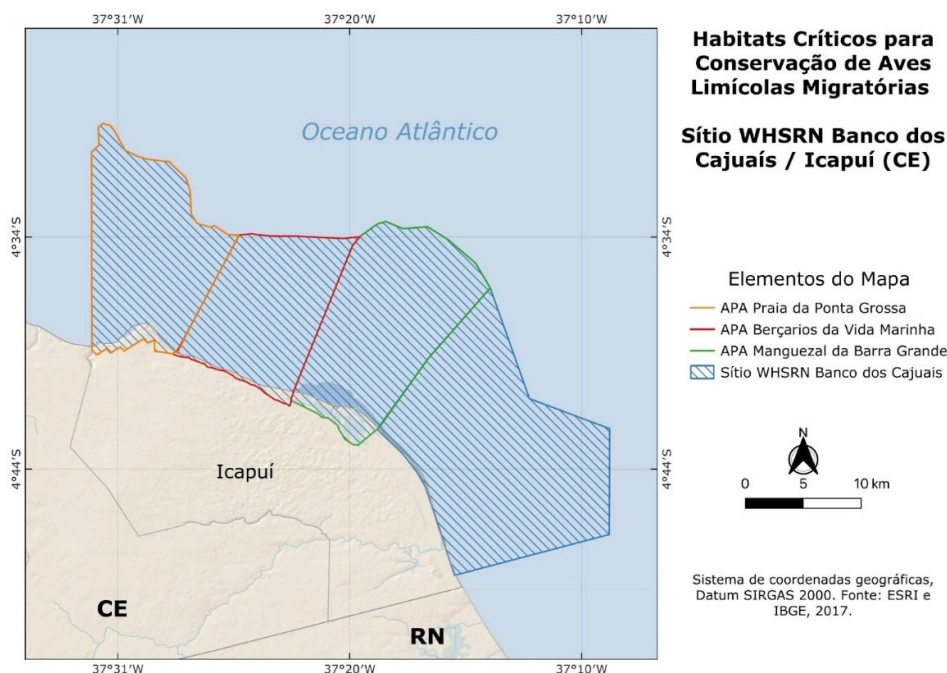 37°31′W
37°20′W
37°10′W
Habitats Críticos para
Conservação de Aves
Limícolas Migratórias
Sítio WHSRN Banco dos
Cajuaís / Icapuí (CE)
Oceano Atlântico
4°34′S
4°34′S
Elementos do Mapa
APA Praia da Ponta Grossa
APA Berçarios da Vida Marinha
APA Manguezal da Barra Grande
Sítio WHSRN Banco dos Cajuais
N
0 5 10 km
Icapuí
4°44′S
4°44′S
Sistema de coordenadas geográficas,
Datum SIRGAS 2000. Fonte: ESRI e
IBGE, 2017.
CE
RN
37°31′W
37°20′W
37°10′W